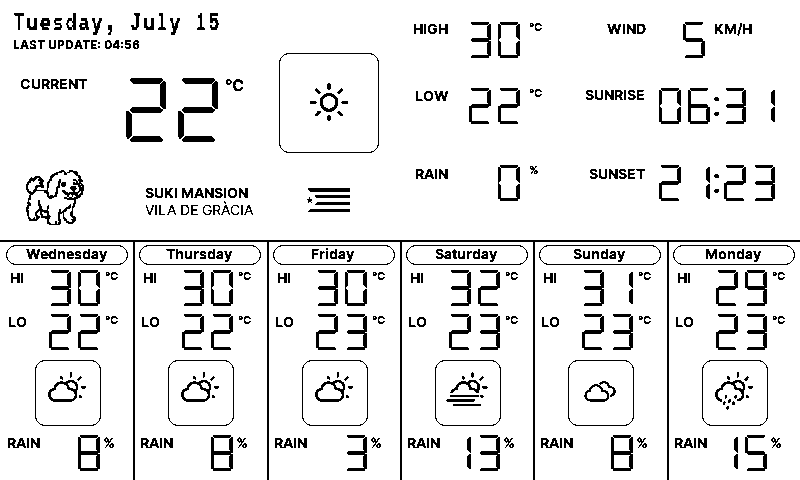 Tuesday, July 15
LAST UPDATE: 04:56
CURRENT 22 °C
SUKI MANSION
VILA DE GRÀCIA
HIGH 30 °C
LOW 22 °C
RAIN 0 %
WIND 5 KM/H
SUNRISE 06:31
SUNSET 21:23
Wednesday
HI 30 °C
LO 22 °C
RAIN 8 %
Thursday
HI 30 °C
LO 22 °C
RAIN 8 %
Friday
HI 30 °C
LO 23 °C
RAIN 3 %
Saturday
HI 32 °C
LO 23 °C
RAIN 13 %
Sunday
HI 31 °C
LO 23 °C
RAIN 8 %
Monday
HI 29 °C
LO 23 °C
RAIN 15 %